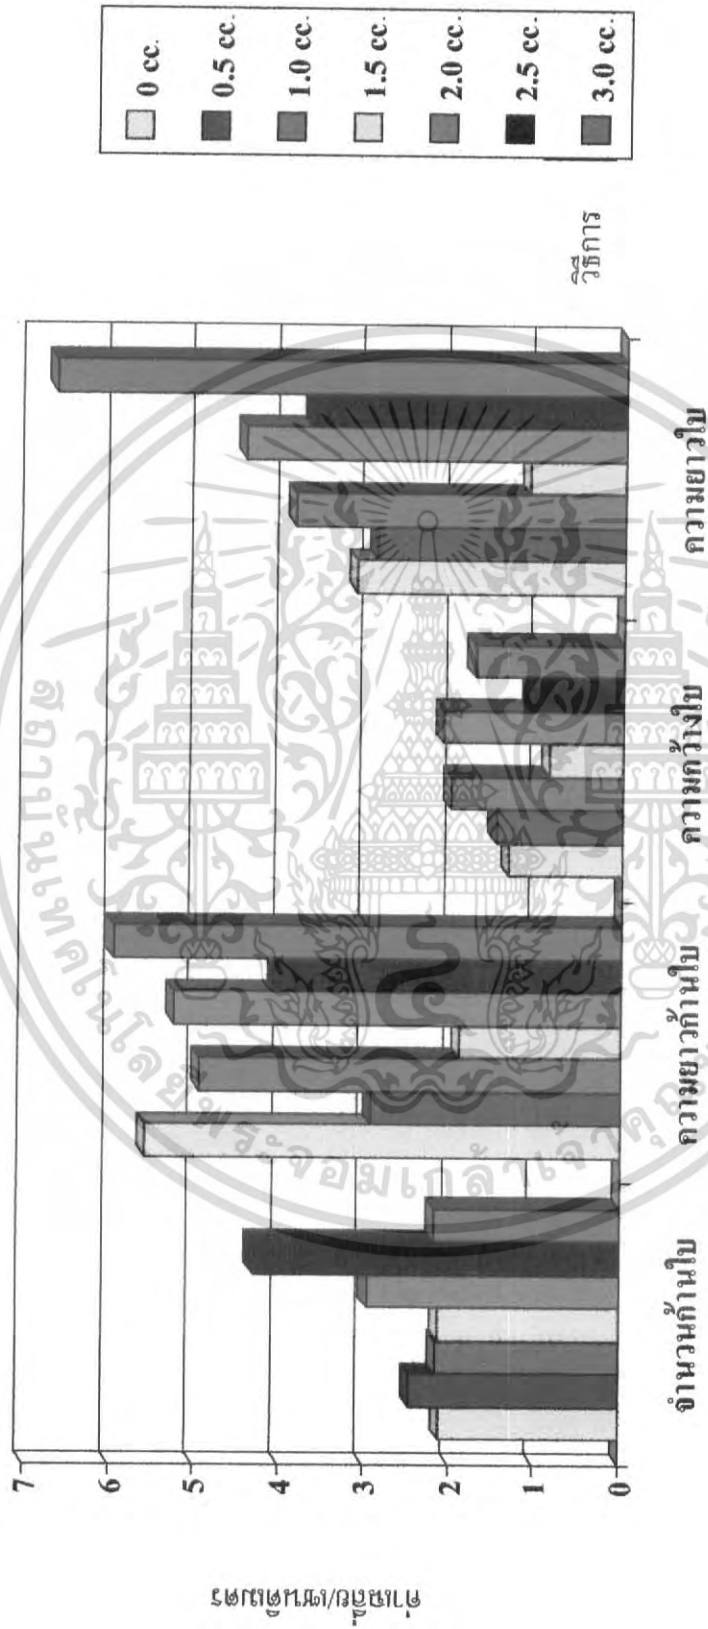 ค่าเฉลี่ย/เซนติเมตร
7
6
5
4
3
2
1
0
จำนวนก้านใบ
ความยาวก้านใบ
ความกว้างใบ
ความยาวใบ
วิธีการ
0 cc.
0.5 cc.
1.0 cc.
1.5 cc.
2.0 cc.
2.5 cc.
3.0 cc.